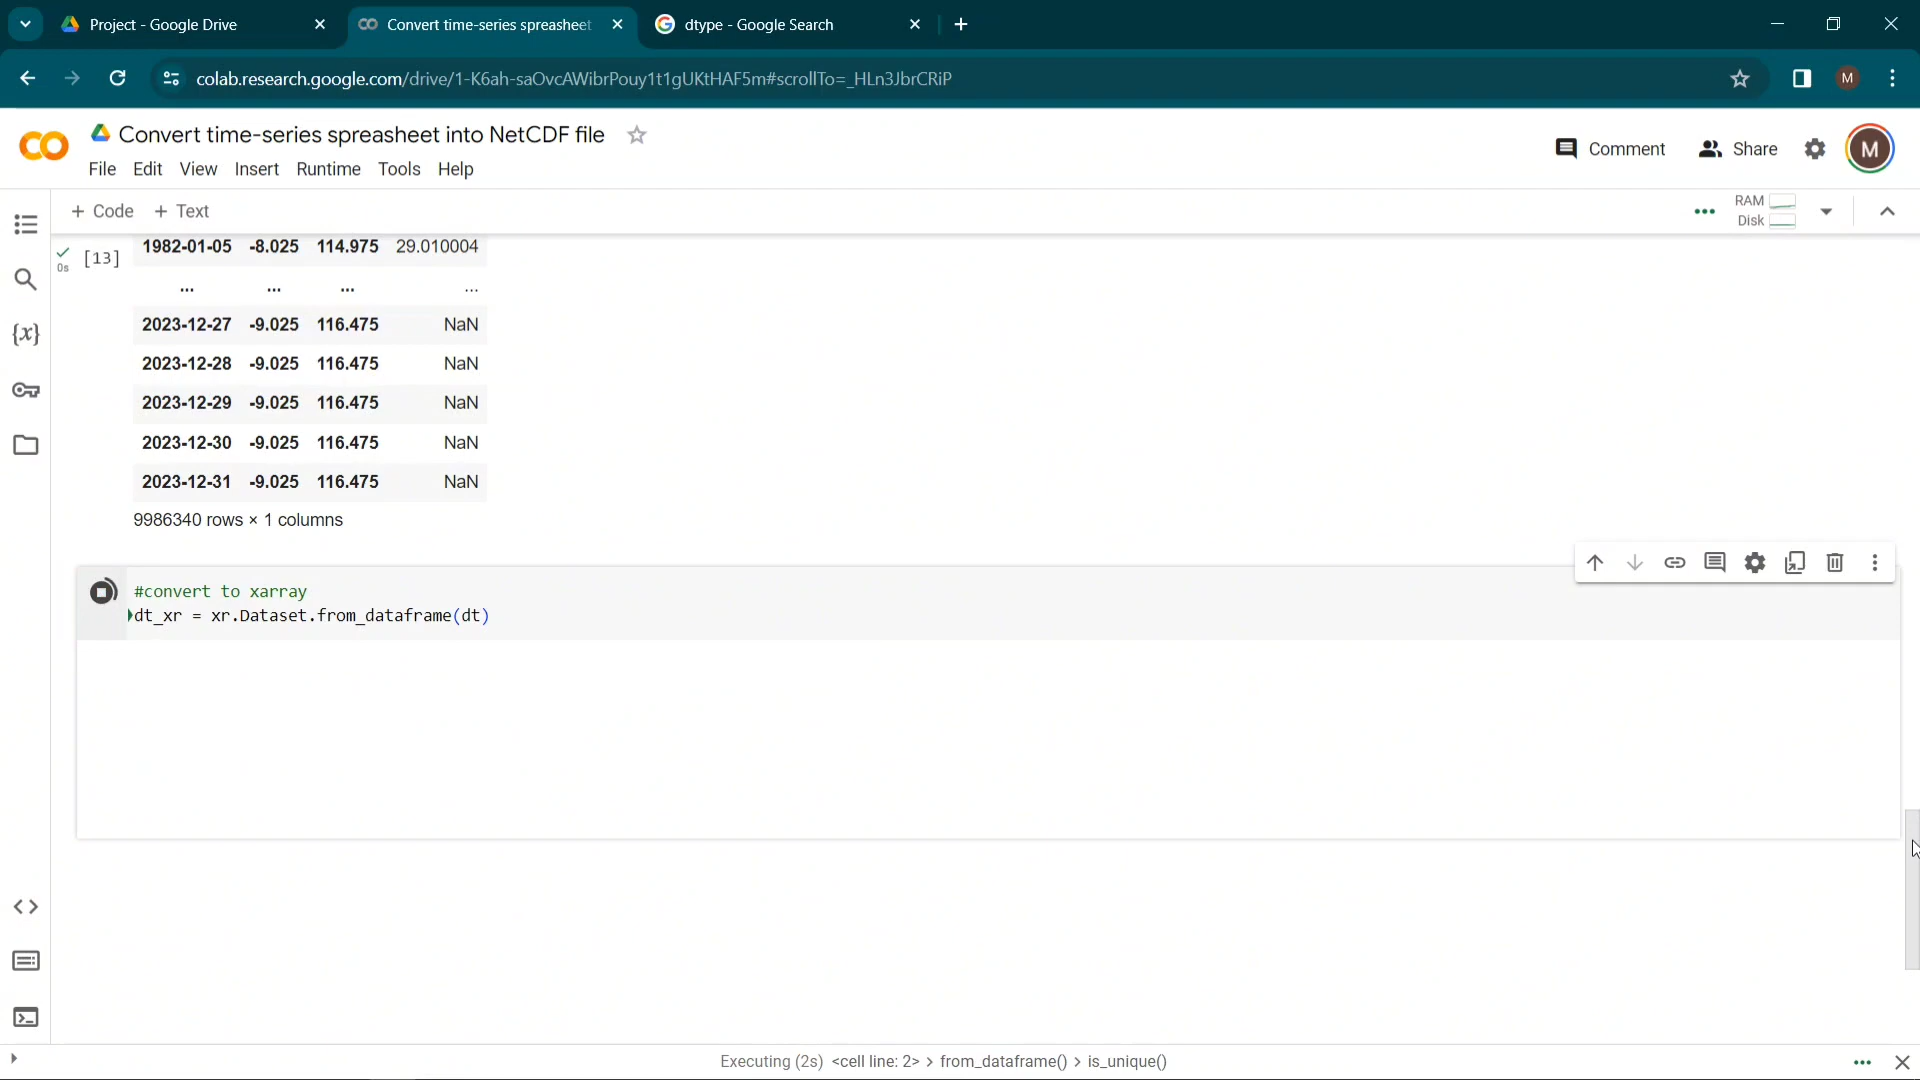 Project - Google Drive
Convert time-series spreasheet
dtype - Google Search
colab.research.google.com/drive/1-K6ah-saOvcAWibrPouy1t1gUKtHAF5m#scrollTo=_HLn3JbrCRiP
M
CO
Convert time-series spreasheet into NetCDF file
Comment
Share
M
File Edit View Insert Runtime Tools Help
+ Code + Text
RAM
Disk
0s
[13]
1982-01-05 -8.025 114.975 29.010004
... ... ... ...
2023-12-27 -9.025 116.475 NaN
2023-12-28 -9.025 116.475 NaN
2023-12-29 -9.025 116.475 NaN
2023-12-30 -9.025 116.475 NaN
2023-12-31 -9.025 116.475 NaN
9986340 rows × 1 columns
{x}
#convert to xarray
dt_xr = xr.Dataset.from_dataframe(dt)
Executing (2s) <cell line: 2> > from_dataframe() > is_unique()